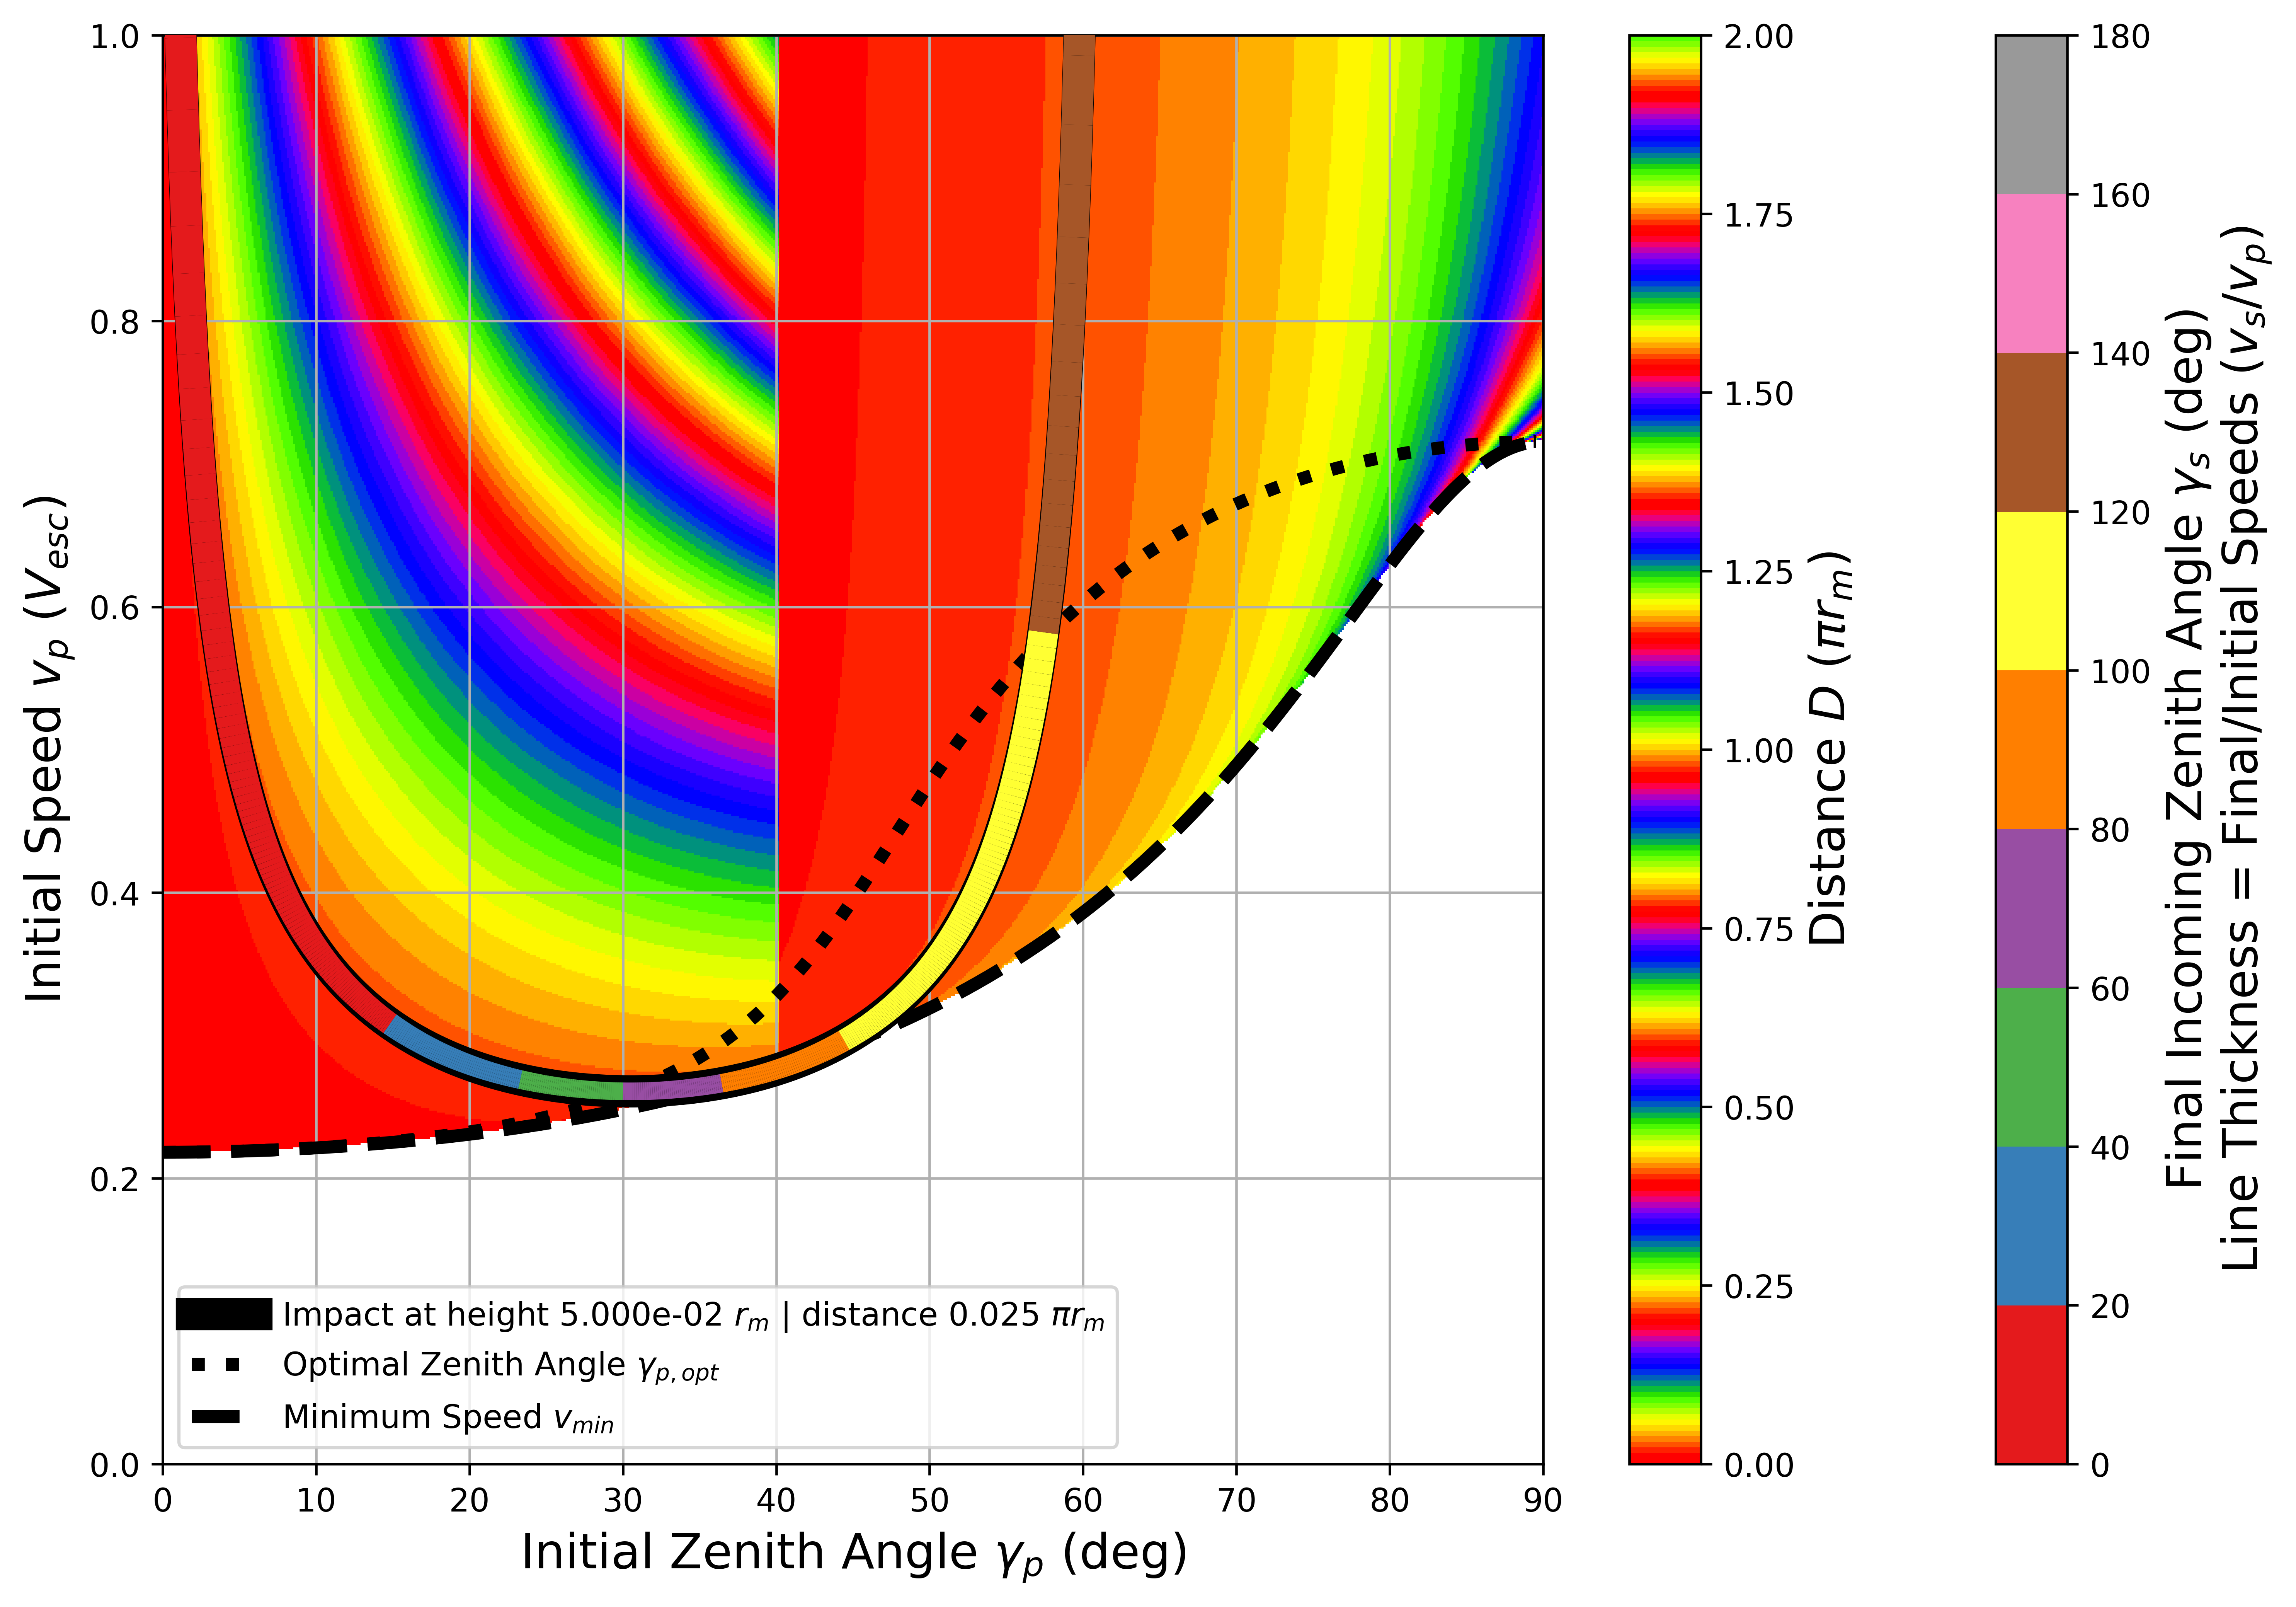 1.0
0.8
0.6
0.4
0.2
0.0
Initial Speed v_p (V_esc)
0 10 20 30 40 50 60 70 80 90
Initial Zenith Angle γ_p (deg)
Impact at height 5.000e-02 r_m | distance 0.025 πr_m
Optimal Zenith Angle γ_p,opt
Minimum Speed v_min
2.00
1.75
1.50
1.25
1.00
0.75
0.50
0.25
0.00
Distance D (πr_m)
180
160
140
120
100
80
60
40
20
0
Final Incoming Zenith Angle γ_s (deg)
Line Thickness = Final/Initial Speeds (v_s/v_p)